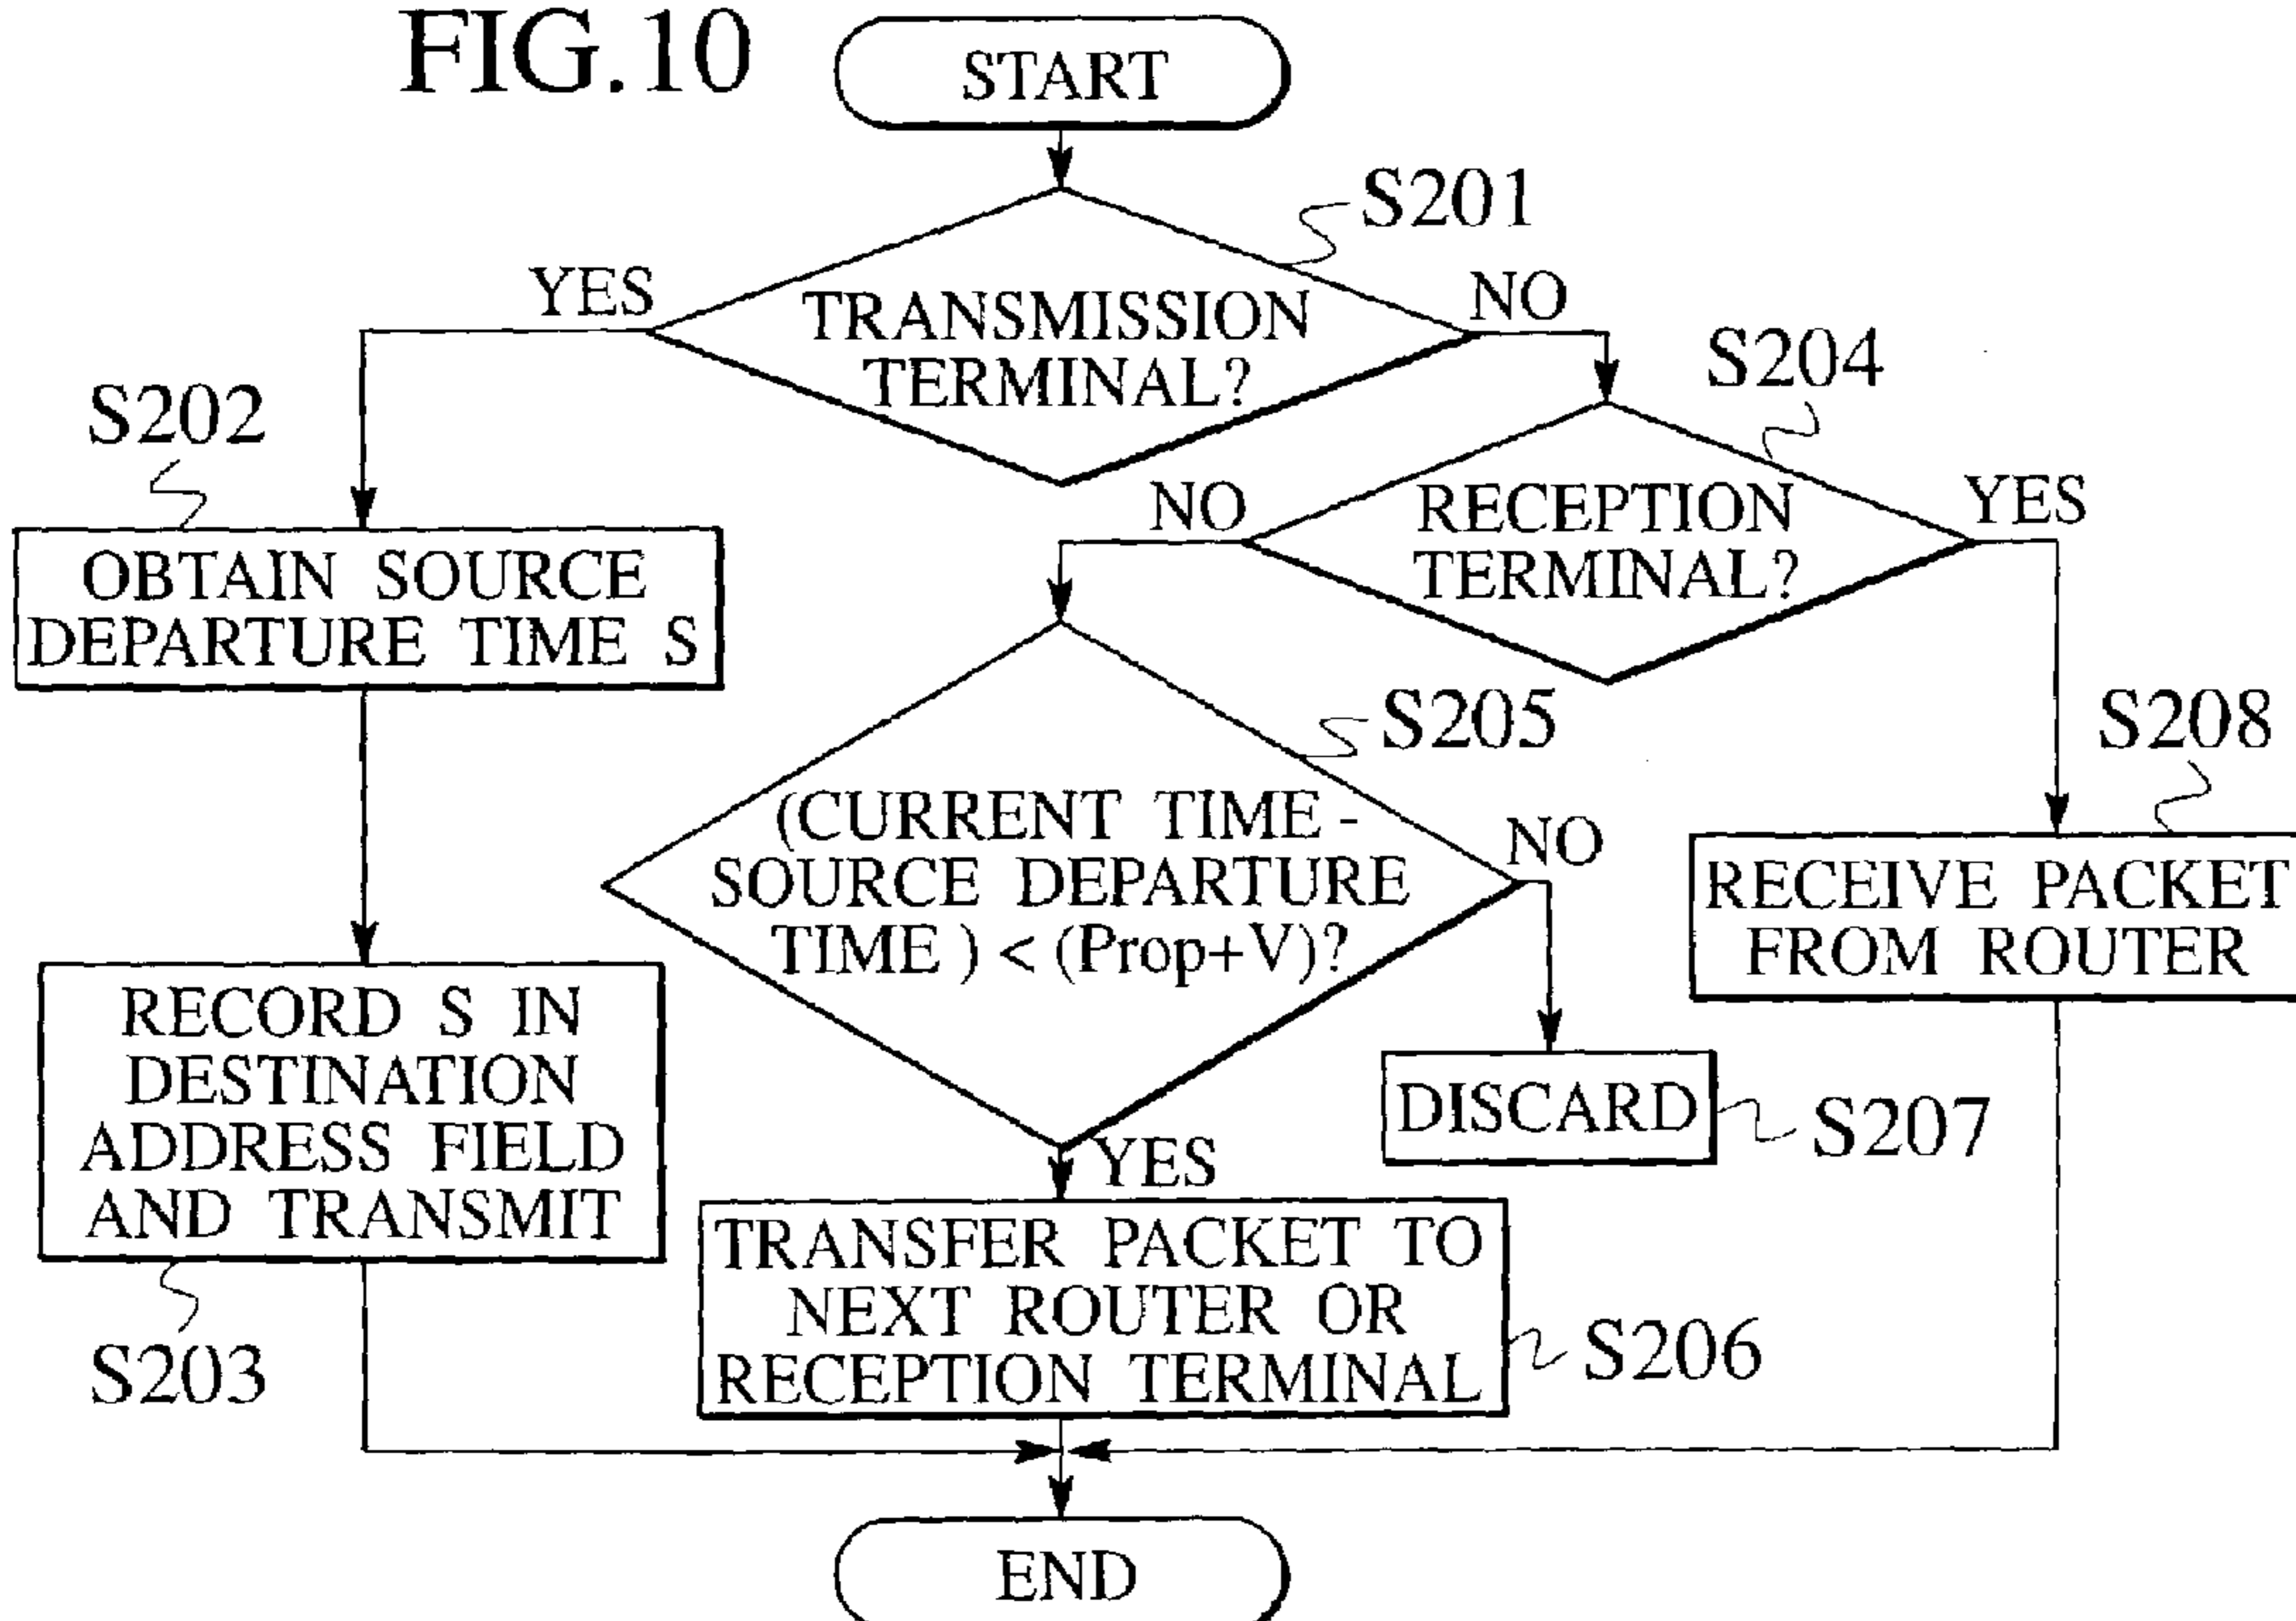 FIG.10
START
S201
YES
TRANSMISSION
TERMINAL?
NO
S202
OBTAIN SOURCE
DEPARTURE TIME S
S204
NO
RECEPTION
TERMINAL?
YES
S205
(CURRENT TIME -
SOURCE DEPARTURE
TIME ) < (Prop+V)?
NO
S208
RECEIVE PACKET
FROM ROUTER
RECORD S IN
DESTINATION
ADDRESS FIELD
AND TRANSMIT
S203
DISCARD
S207
YES
TRANSFER PACKET TO
NEXT ROUTER OR
RECEPTION TERMINAL
S206
END